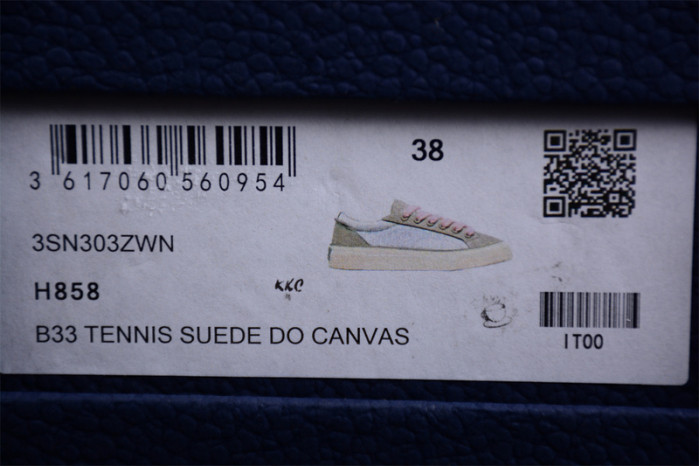 3 617060 560954
38
3SN303ZWN
H858
KKC
B33 TENNIS SUEDE DO CANVAS
IT00